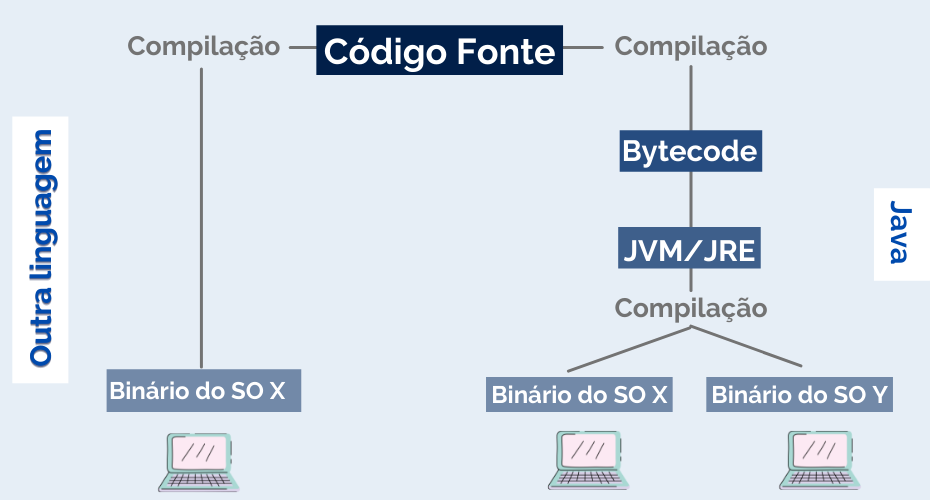 Compilação
Código Fonte
Compilação
Outra linguagem
Bytecode
Java
JVM/JRE
Compilação
Binário do SO X
Binário do SO X
Binário do SO Y